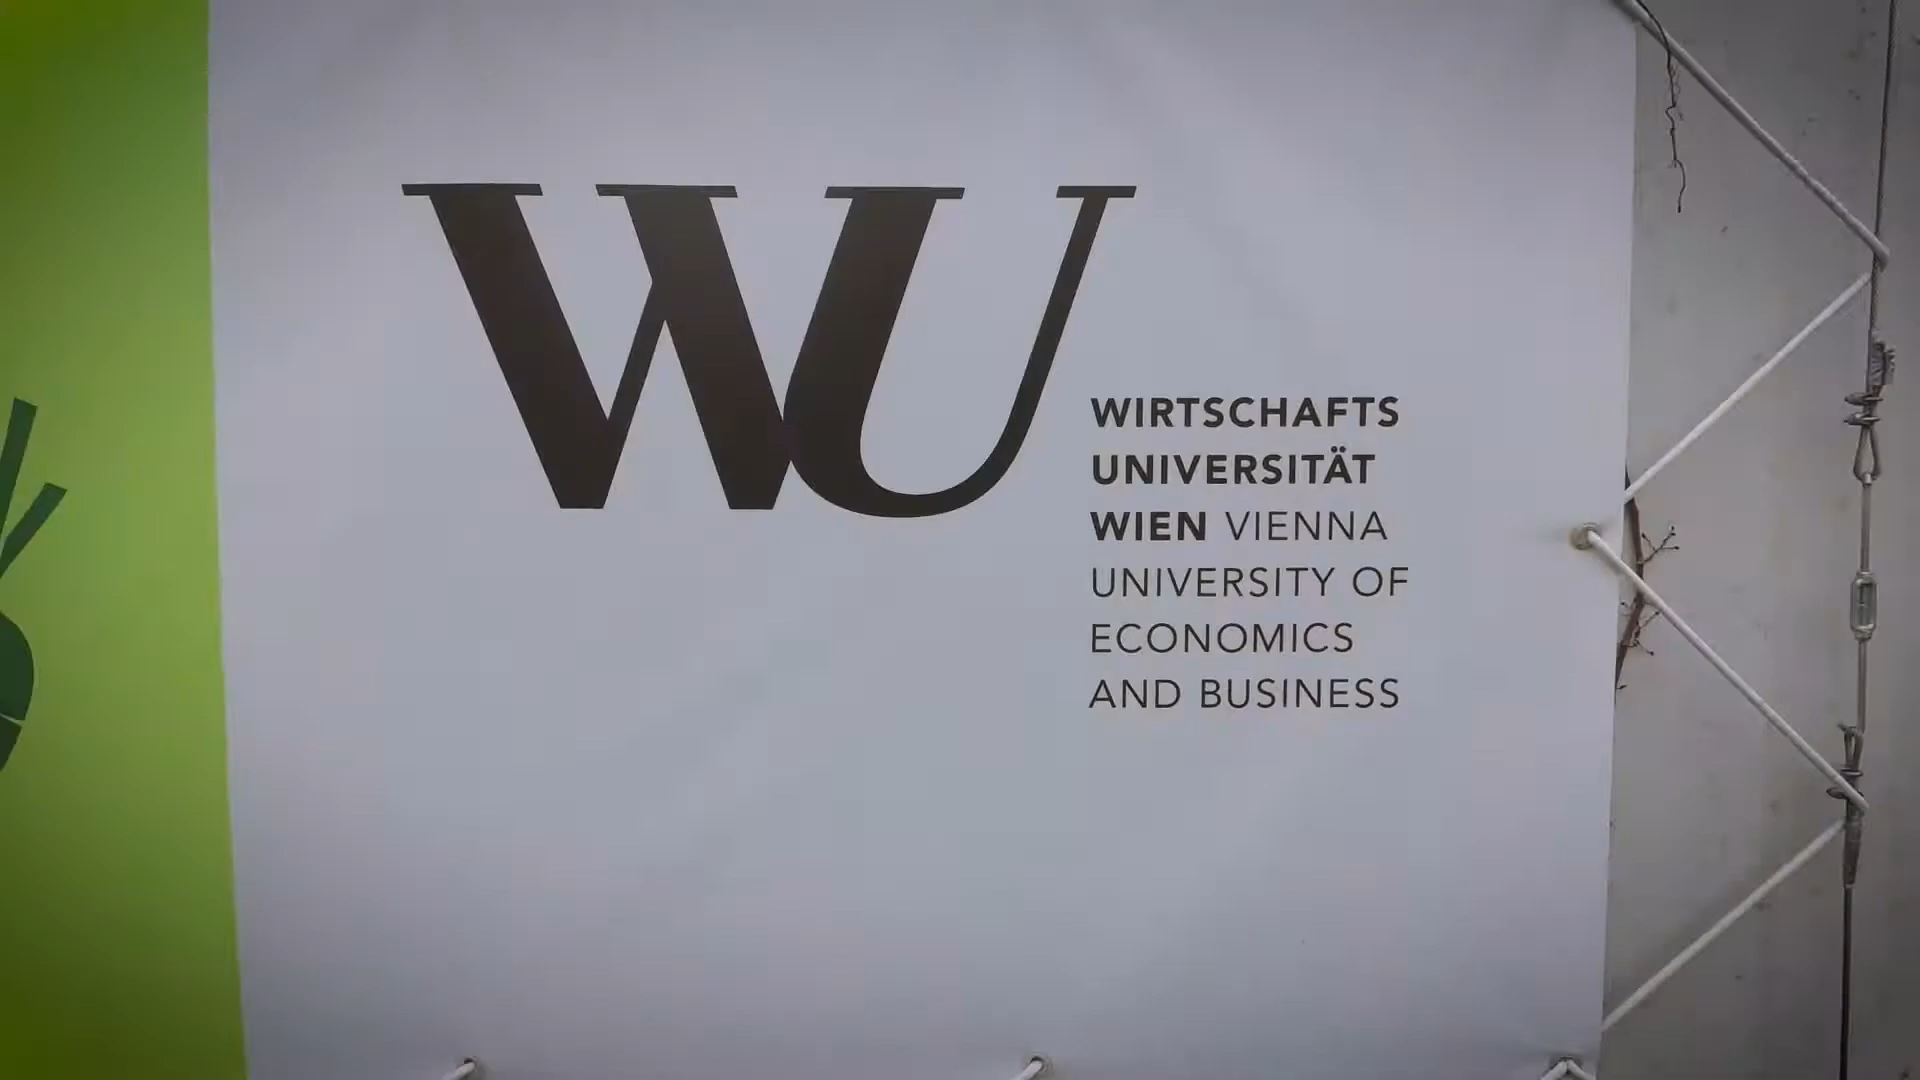 WU
WIRTSCHAFTS
UNIVERSITÄT
WIEN VIENNA
UNIVERSITY OF
ECONOMICS
AND BUSINESS